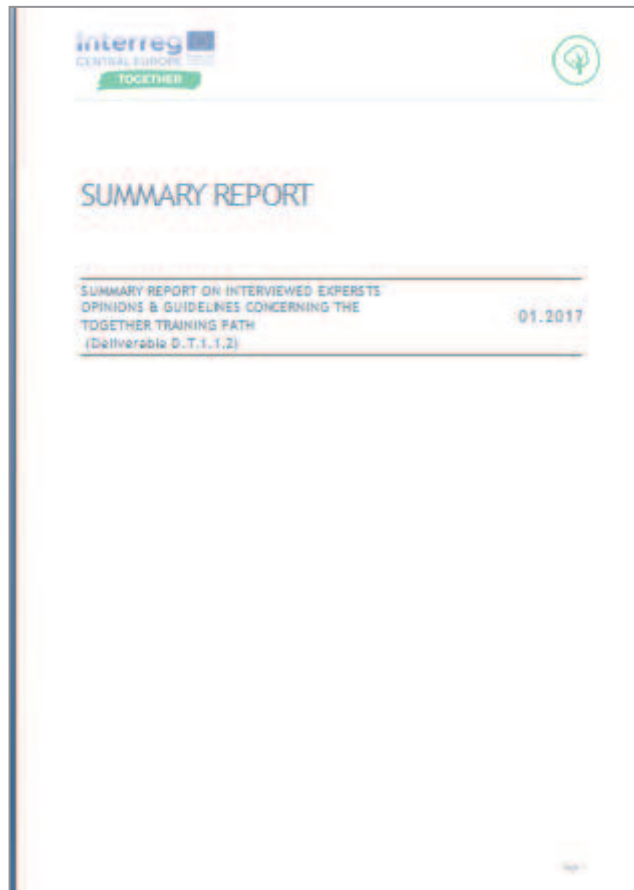 Interreg
CENTRAL EUROPE
TOGETHER
SUMMARY REPORT
SUMMARY REPORT ON INTERVIEWED EXPERSTS
OPINIONS & GUIDELINES CONCERNING THE
TOGETHER TRAINING PATH
(Deliverable D.T.1.1.2)
01.2017